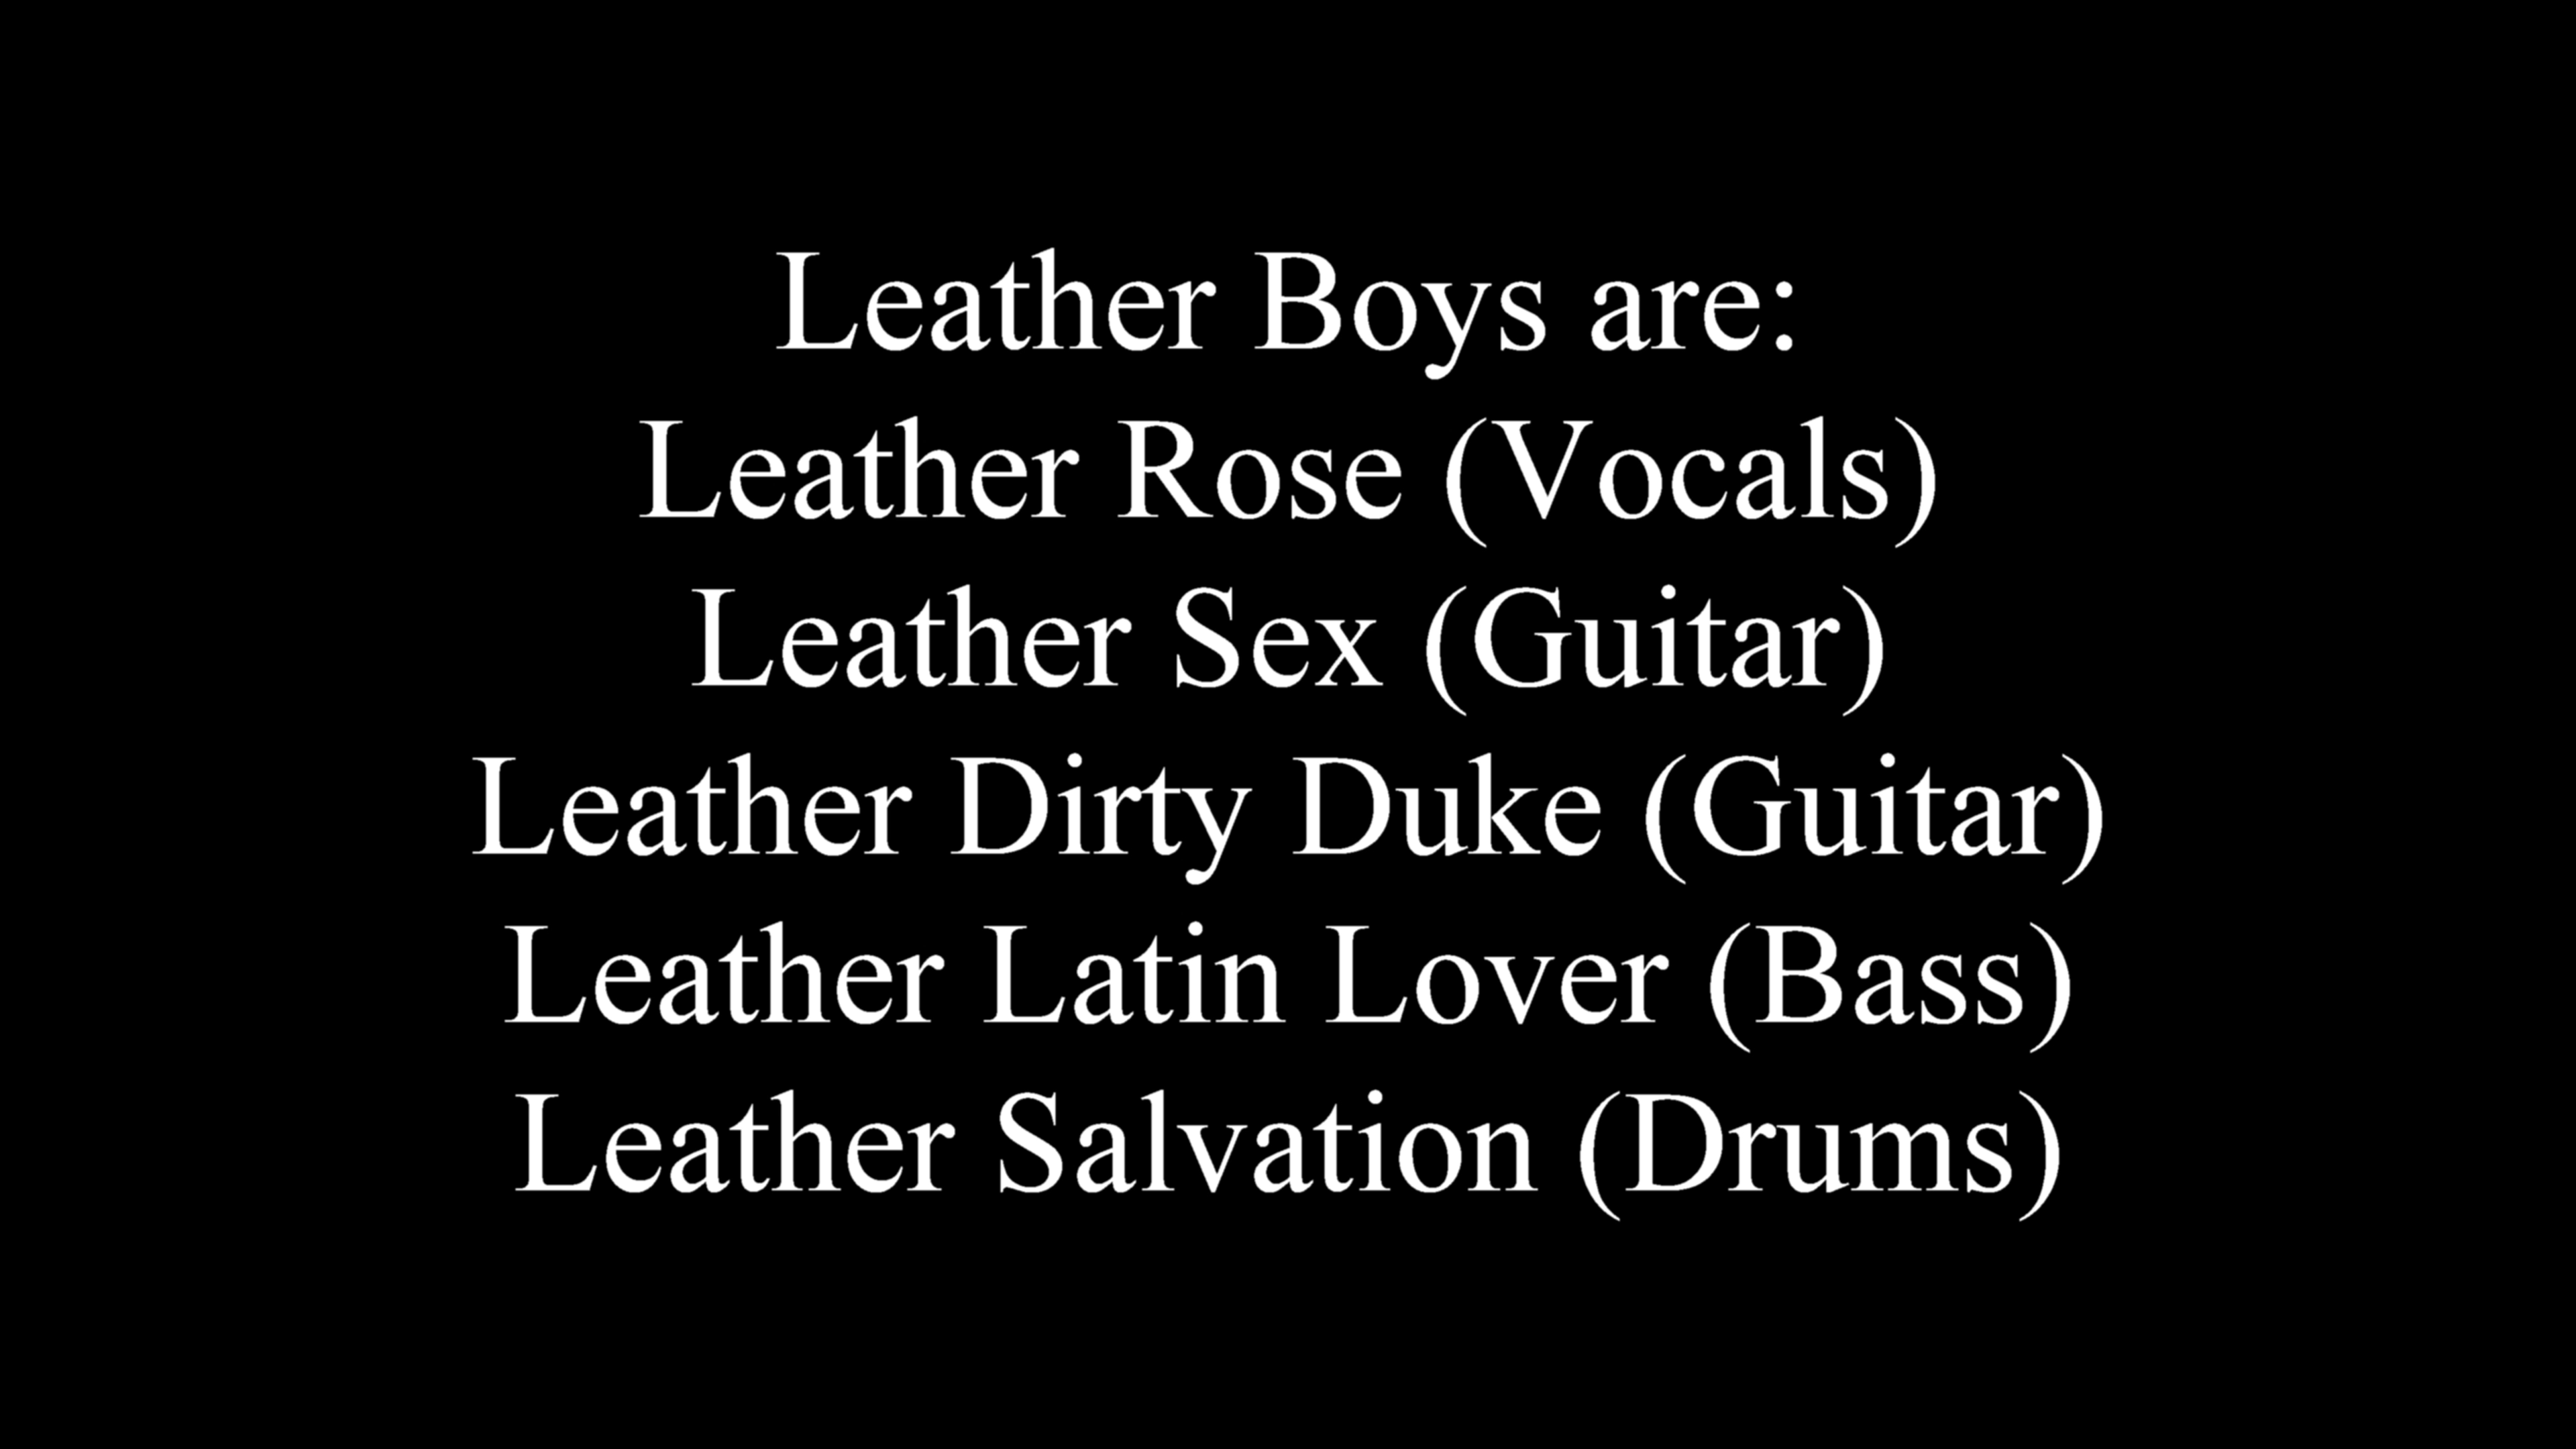 Leather Boys are:
Leather Rose (Vocals)
Leather Sex (Guitar)
Leather Dirty Duke (Guitar)
Leather Latin Lover (Bass)
Leather Salvation (Drums)